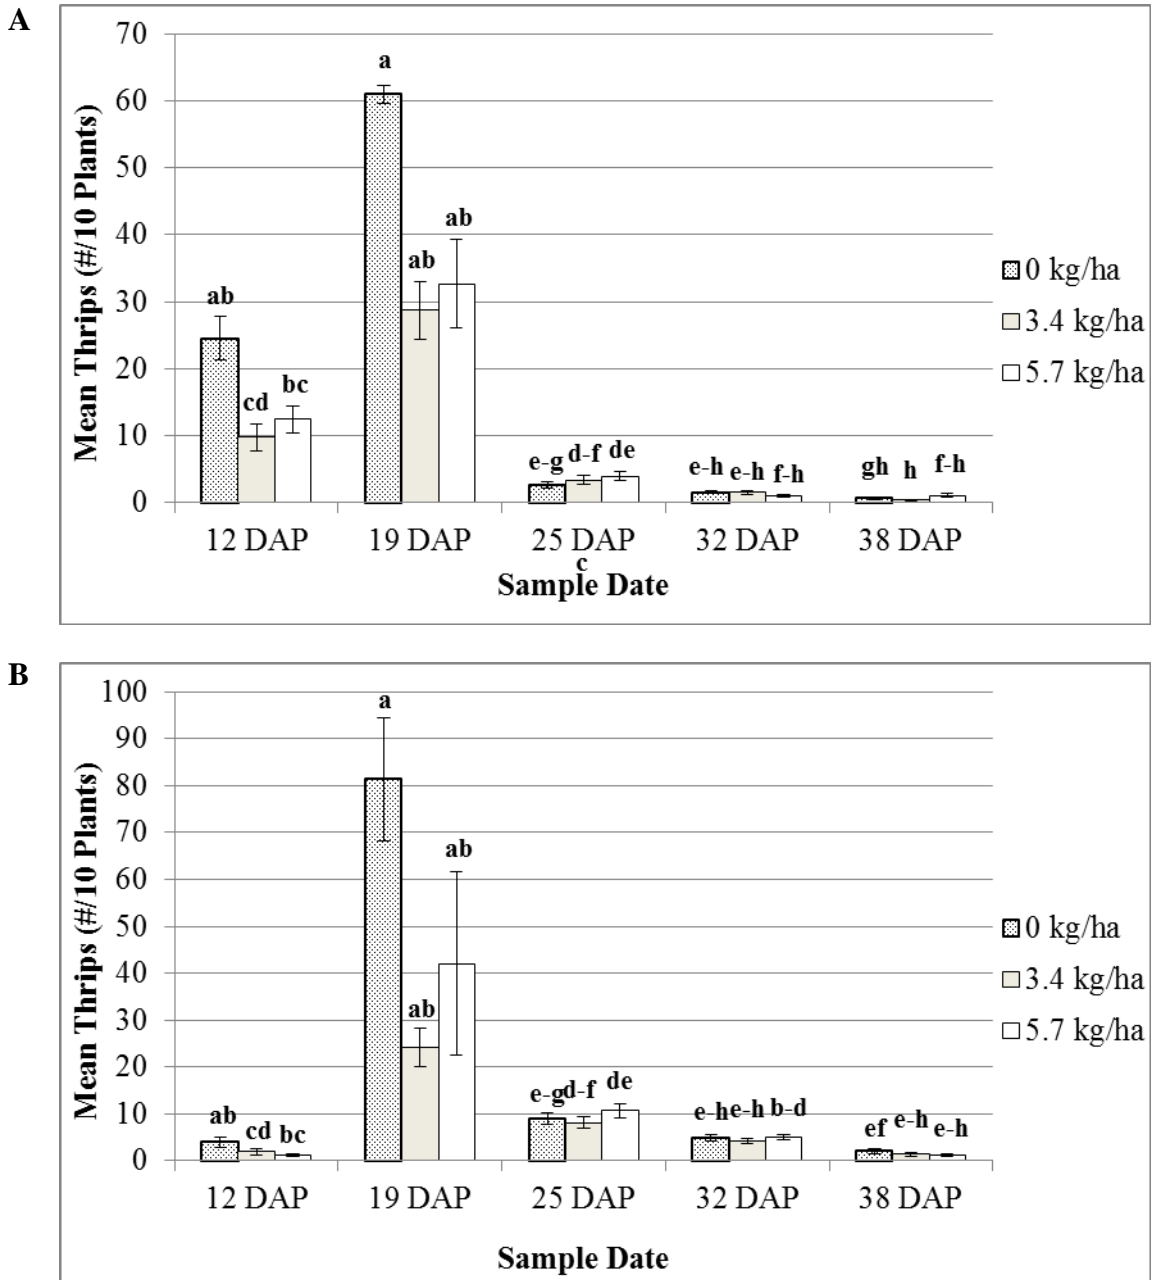 A
70
60
50
40
30
20
10
0
Mean Thrips (#/10 Plants)
ab
cd
bc
a
ab
ab
e-g d-f de
e-h e-h f-h
gh h f-h
12 DAP 19 DAP 25 DAP 32 DAP 38 DAP
c
Sample Date
0 kg/ha
3.4 kg/ha
5.7 kg/ha
B
100
90
80
70
60
50
40
30
20
10
0
Mean Thrips (#/10 Plants)
ab cd bc
a
ab
ab
e-g d-f de
e-h e-h b-d
ef e-h e-h
12 DAP 19 DAP 25 DAP 32 DAP 38 DAP
Sample Date
0 kg/ha
3.4 kg/ha
5.7 kg/ha